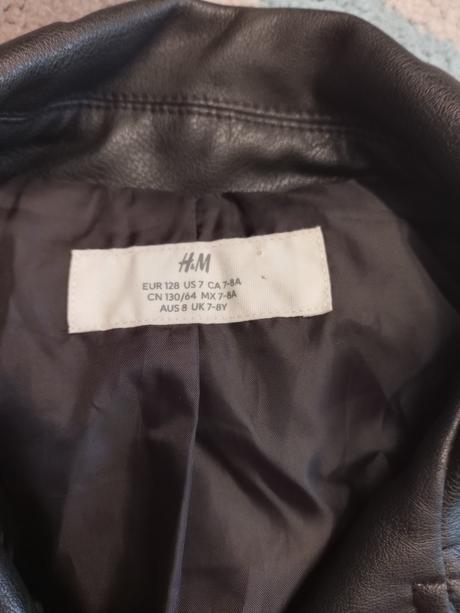 H&M
EUR 128 US 7 CA 7-8A
CN 130/64 MX 7-8A
AUS 8 UK 7-8Y